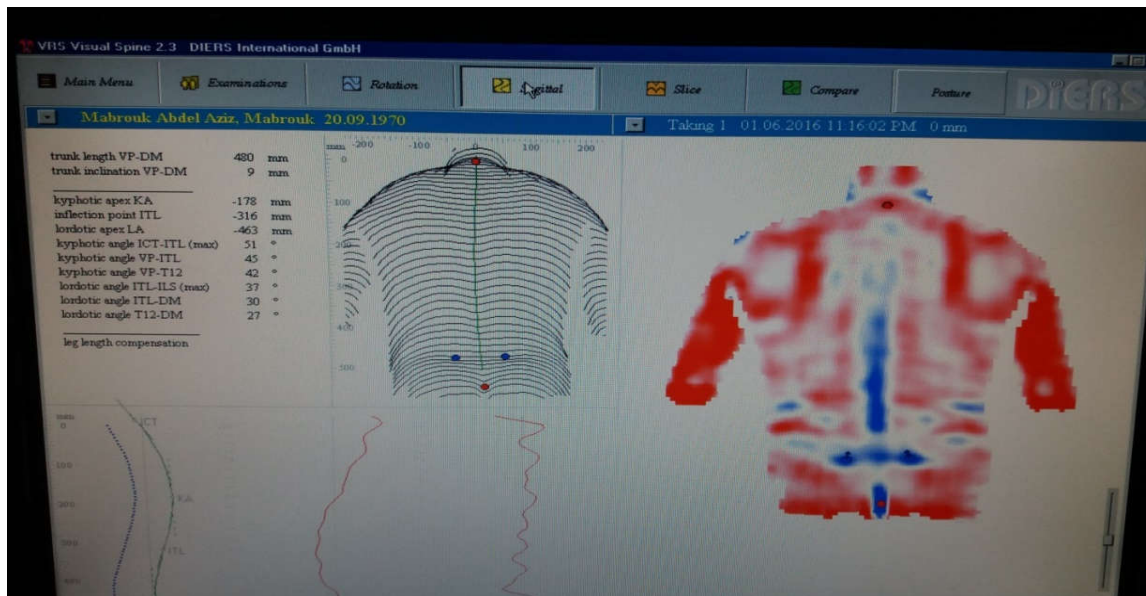 VRS Visual Spine 2.3 DIERS International GmbH
Main Menu Examinations Rotation Sagittal Slice Compare Posture DIERS
Mabrouk Abdel Aziz, Mabrouk 20.09.1970 Taking 1 01.06.2016 11:16:02 PM 0 mm
trunk length VP-DM 480 mm
trunk inclination VP-DM 9 mm
kyphotic apex KA -178 mm
inflection point ITL -316 mm
lordotic apex LA -463 mm
kyphotic angle ICT-ITL (max) 51 °
kyphotic angle VP-ITL 45 °
kyphotic angle VP-T12 42 °
lordotic angle ITL-ILS (max) 37 °
lordotic angle ITL-DM 30 °
lordotic angle T12-DM 27 °
leg length compensation
mm -200 -100 0 100 200
0
100
200
300
400
500
mm
0
100
200
300
400
ICT
KA
ITL